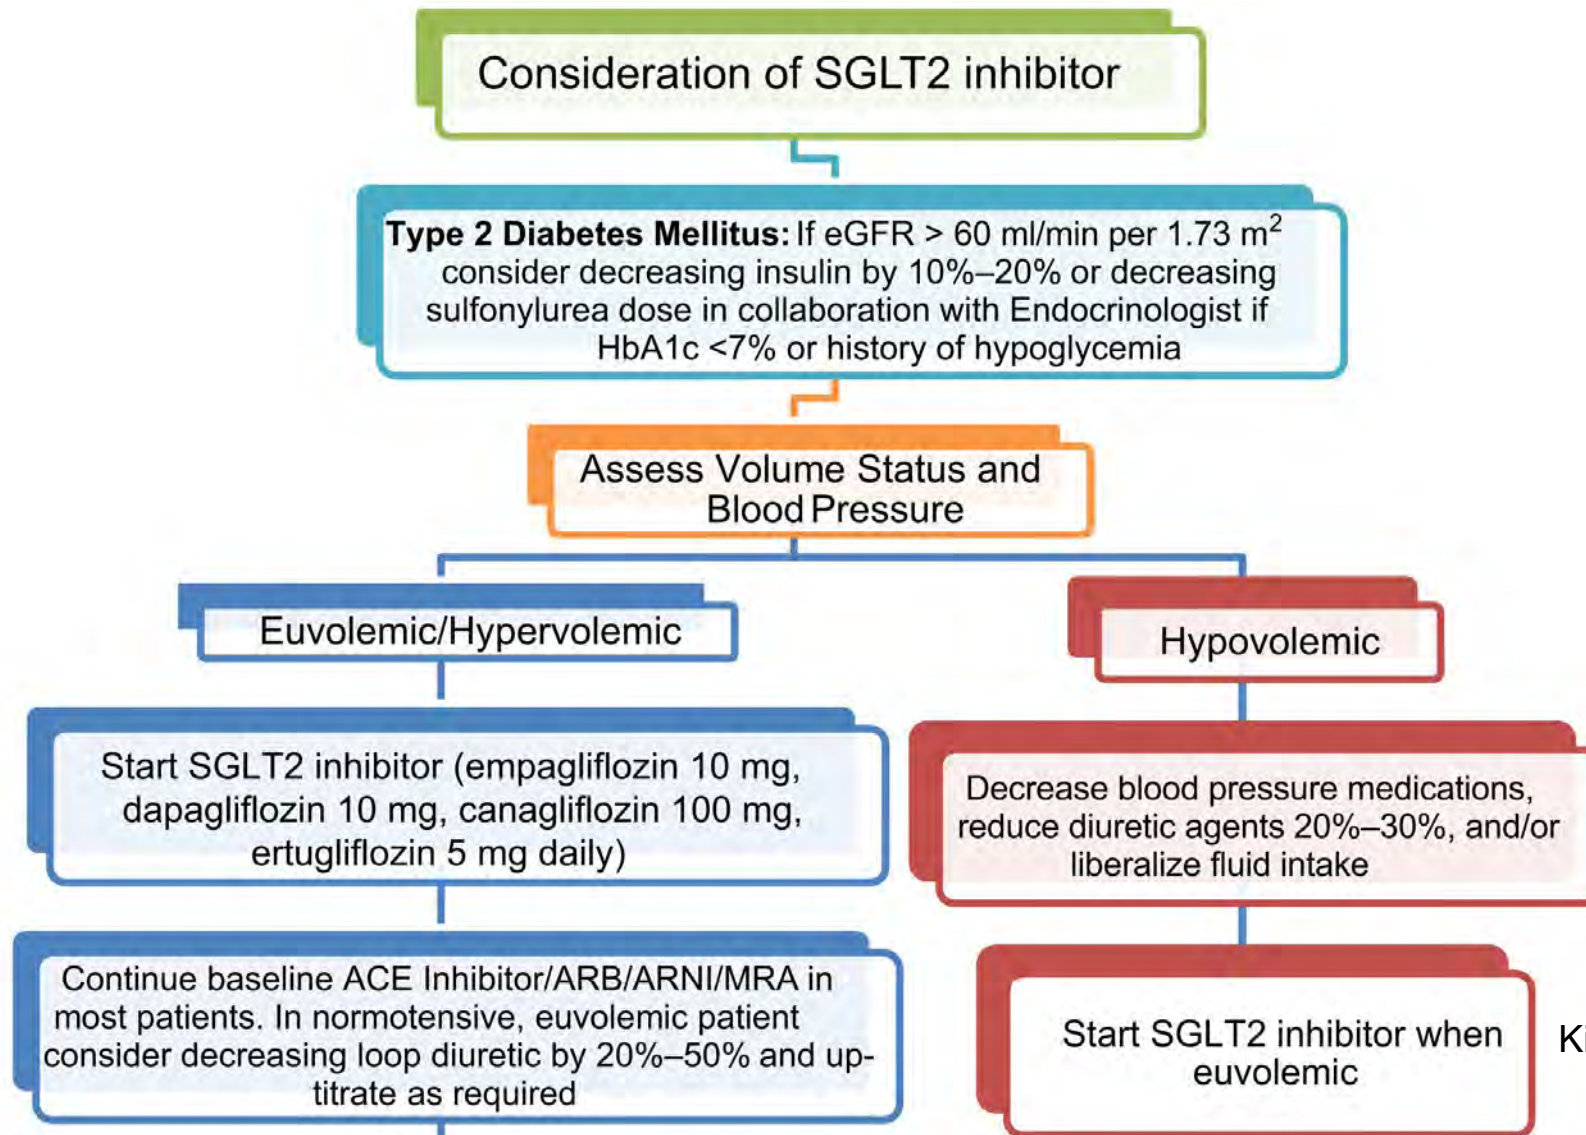 Consideration of SGLT2 inhibitor
Type 2 Diabetes Mellitus: If eGFR > 60 ml/min per 1.73 m²
consider decreasing insulin by 10%–20% or decreasing
sulfonylurea dose in collaboration with Endocrinologist if
HbA1c <7% or history of hypoglycemia
Assess Volume Status and
Blood Pressure
Euvolemic/Hypervolemic
Start SGLT2 inhibitor (empagliflozin 10 mg,
dapagliflozin 10 mg, canagliflozin 100 mg,
ertugliflozin 5 mg daily)
Continue baseline ACE Inhibitor/ARB/ARNI/MRA in
most patients. In normotensive, euvolemic patient
consider decreasing loop diuretic by 20%–50% and up-
titrate as required
Hypovolemic
Decrease blood pressure medications,
reduce diuretic agents 20%–30%, and/or
liberalize fluid intake
Start SGLT2 inhibitor when
euvolemic